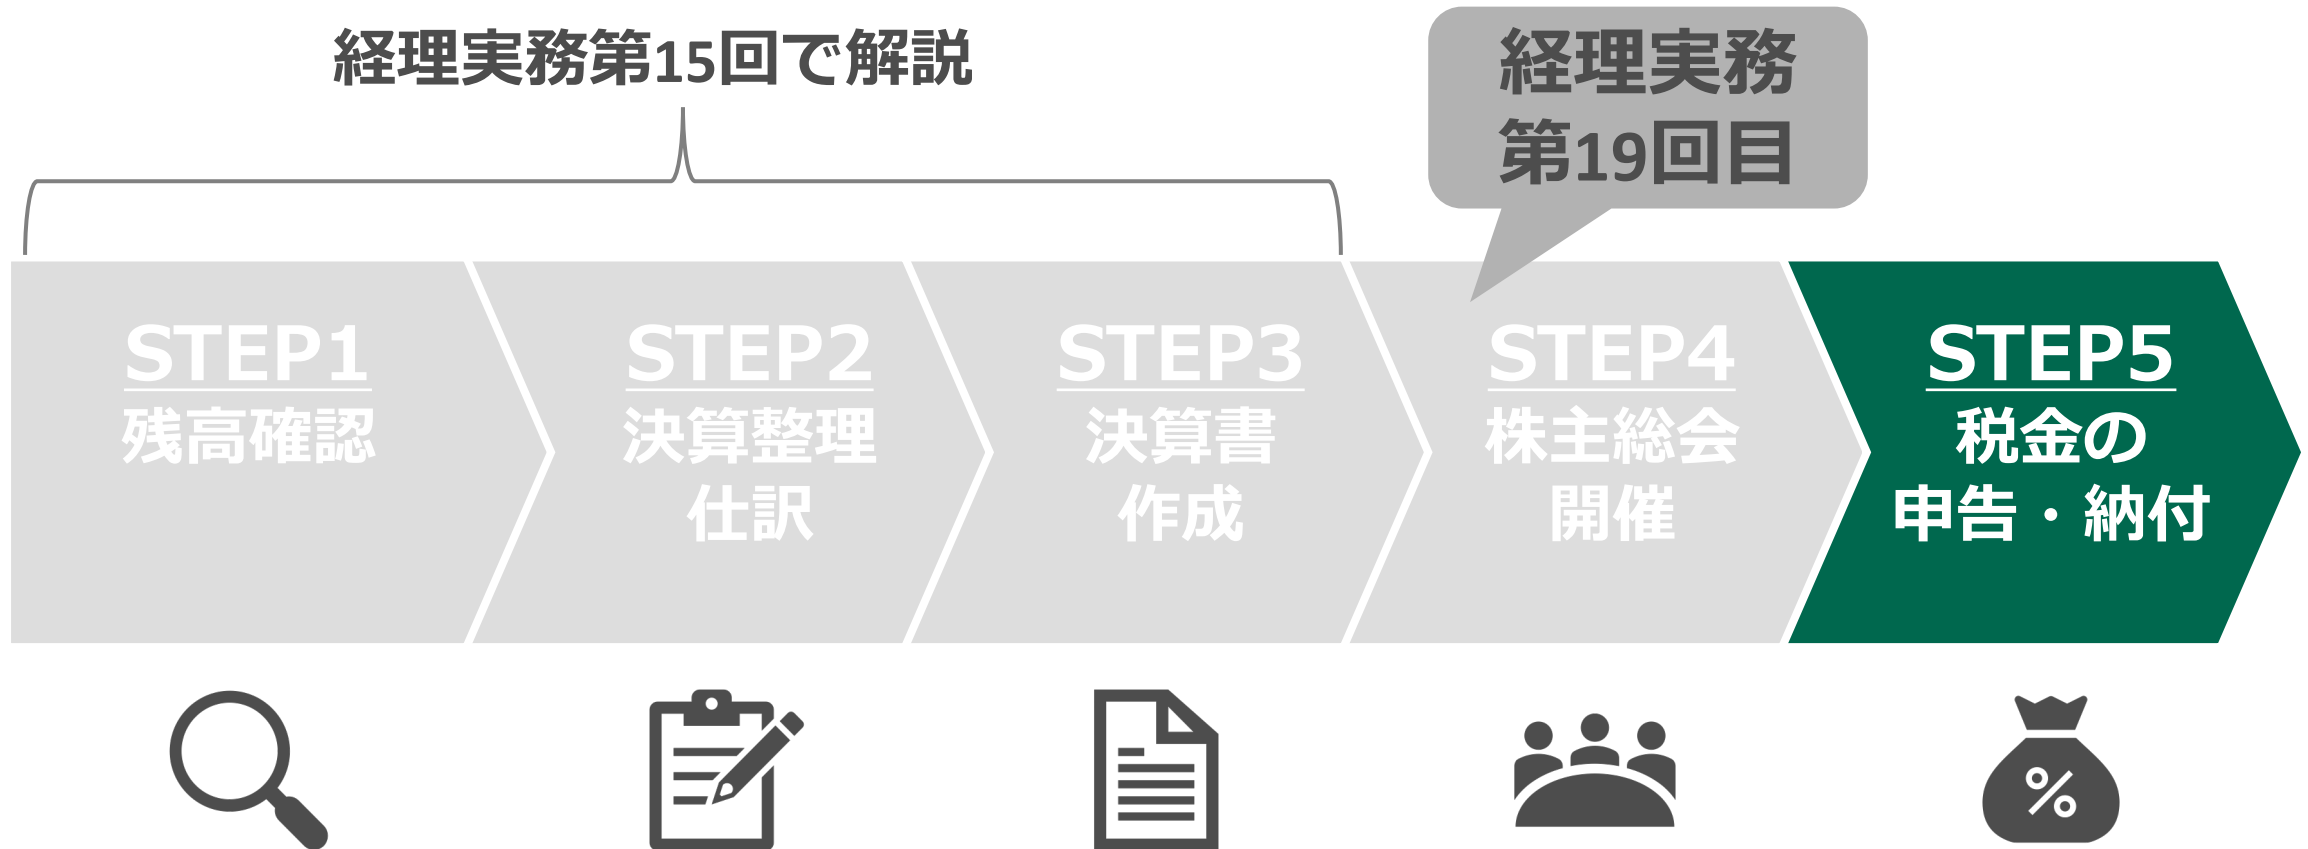 経理実務第15回で解説
経理実務
第19回目
STEP1
残高確認
STEP2
決算整理
仕訳
STEP3
決算書
作成
STEP4
株主総会
開催
STEP5
税金の
申告・納付
%